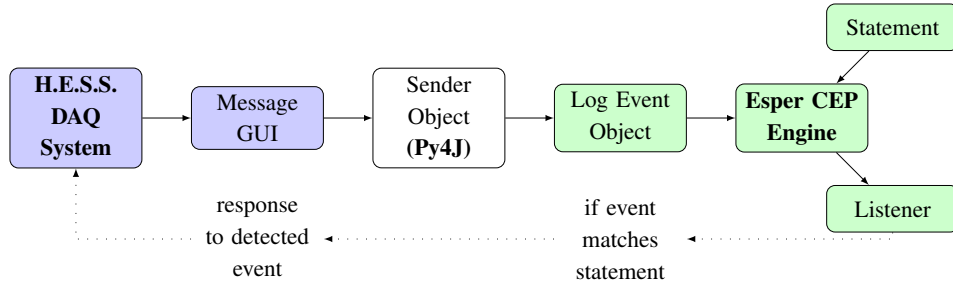 Statement
H.E.S.S.
DAQ
System
Message
GUI
Sender
Object
(Py4J)
Log Event
Object
Esper CEP
Engine
Listener
response
to detected
event
if event
matches
statement